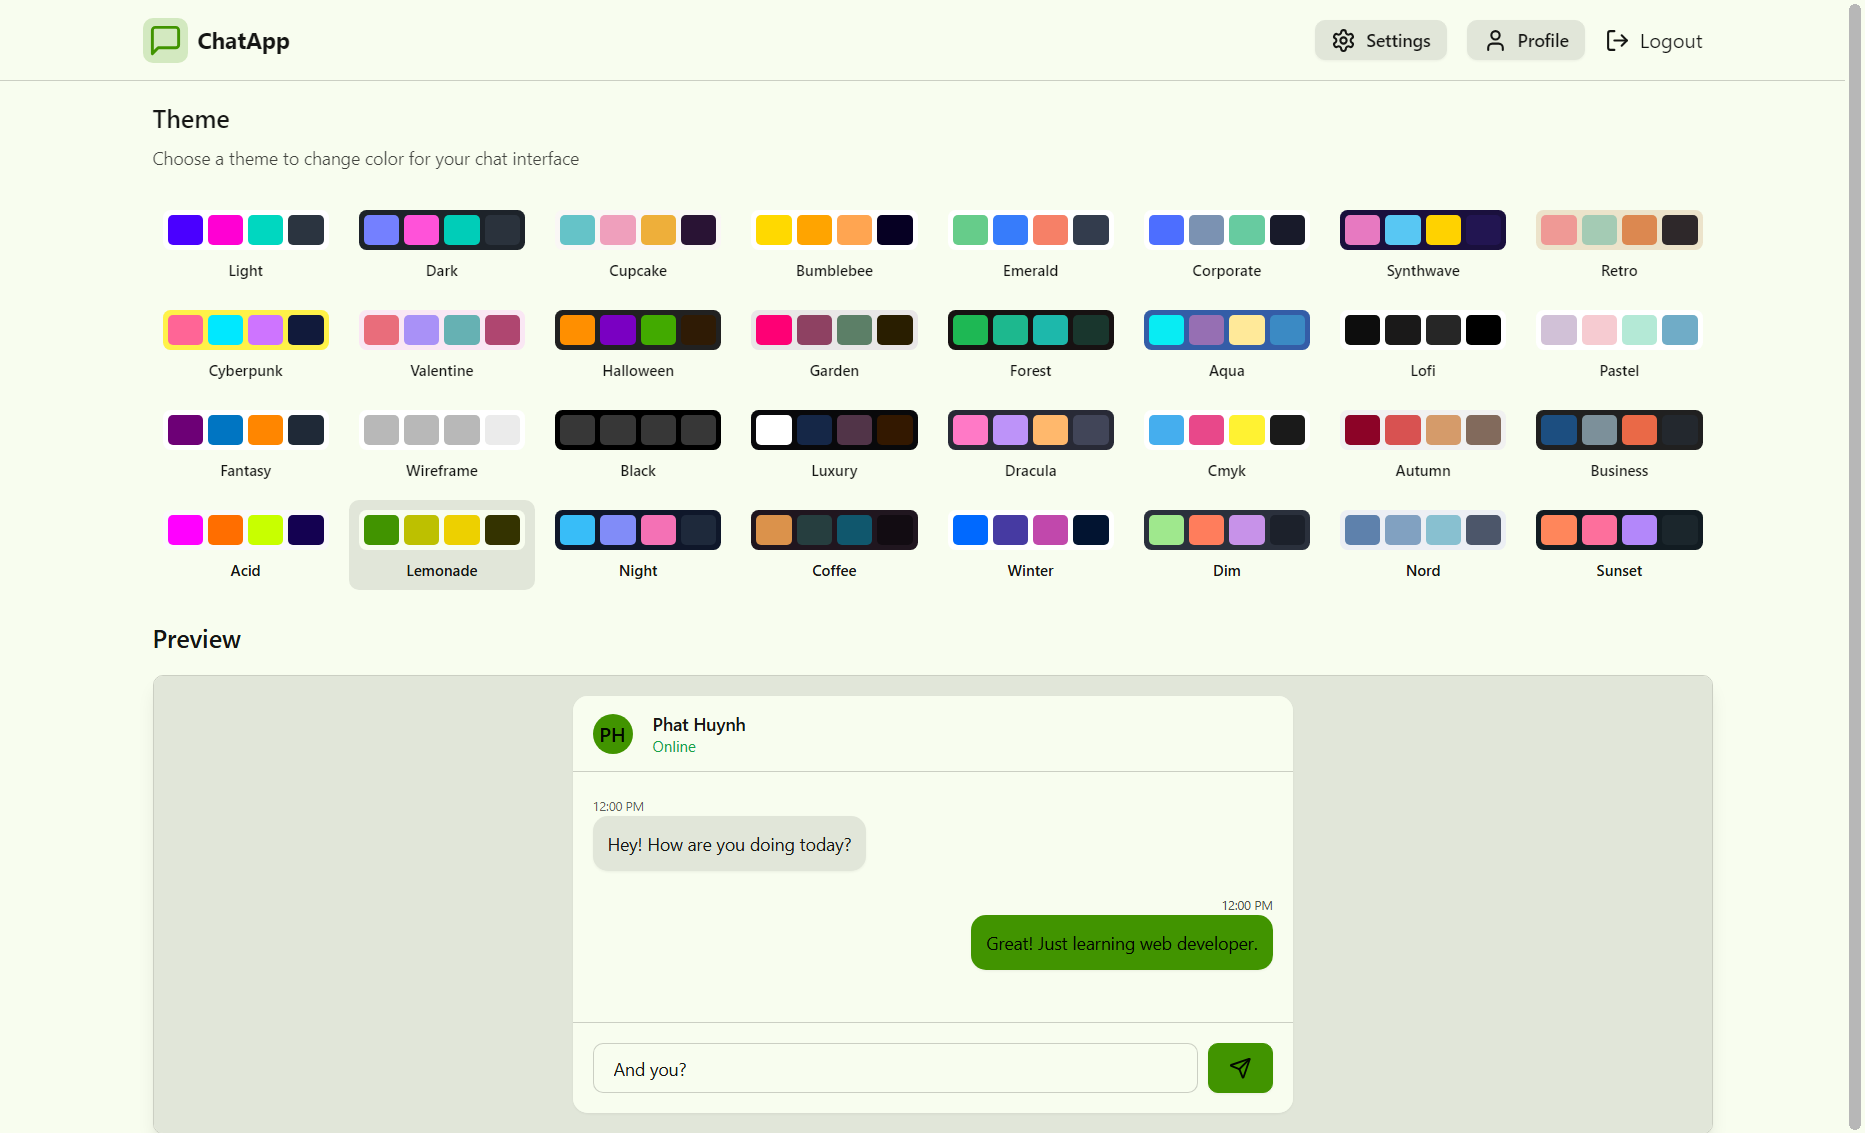 ChatApp
Settings
Profile
Logout
Theme
Choose a theme to change color for your chat interface
Light
Dark
Cupcake
Bumblebee
Emerald
Corporate
Synthwave
Retro
Cyberpunk
Valentine
Halloween
Garden
Forest
Aqua
Lofi
Pastel
Fantasy
Wireframe
Black
Luxury
Dracula
Cmyk
Autumn
Business
Acid
Lemonade
Night
Coffee
Winter
Dim
Nord
Sunset
Preview
PH
Phat Huynh
Online
12:00 PM
Hey! How are you doing today?
12:00 PM
Great! Just learning web developer.
And you?